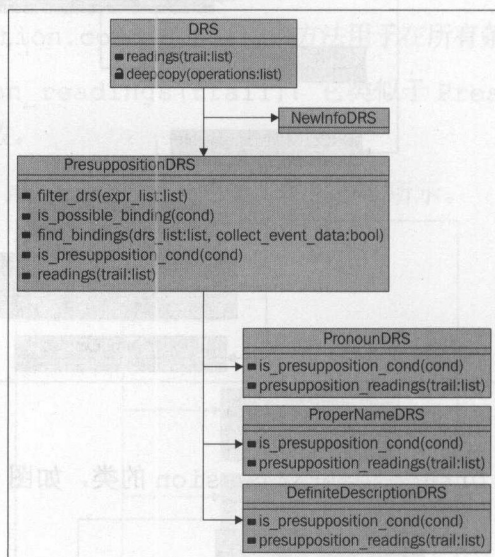 DRS
readings(trail:list)
deepcopy(operations:list)
NewInfoDRS
PresuppositionDRS
filter_drs(expr_list:list)
is_possible_binding(cond)
find_bindings(drs_list:list, collect_event_data:bool)
is_presupposition_cond(cond)
readings(trail:list)
PronounDRS
is_presupposition_cond(cond)
presupposition_readings(trail:list)
ProperNameDRS
is_presupposition_cond(cond)
presupposition_readings(trail:list)
DefiniteDescriptionDRS
is_presupposition_cond(cond)
presupposition_readings(trail:list)